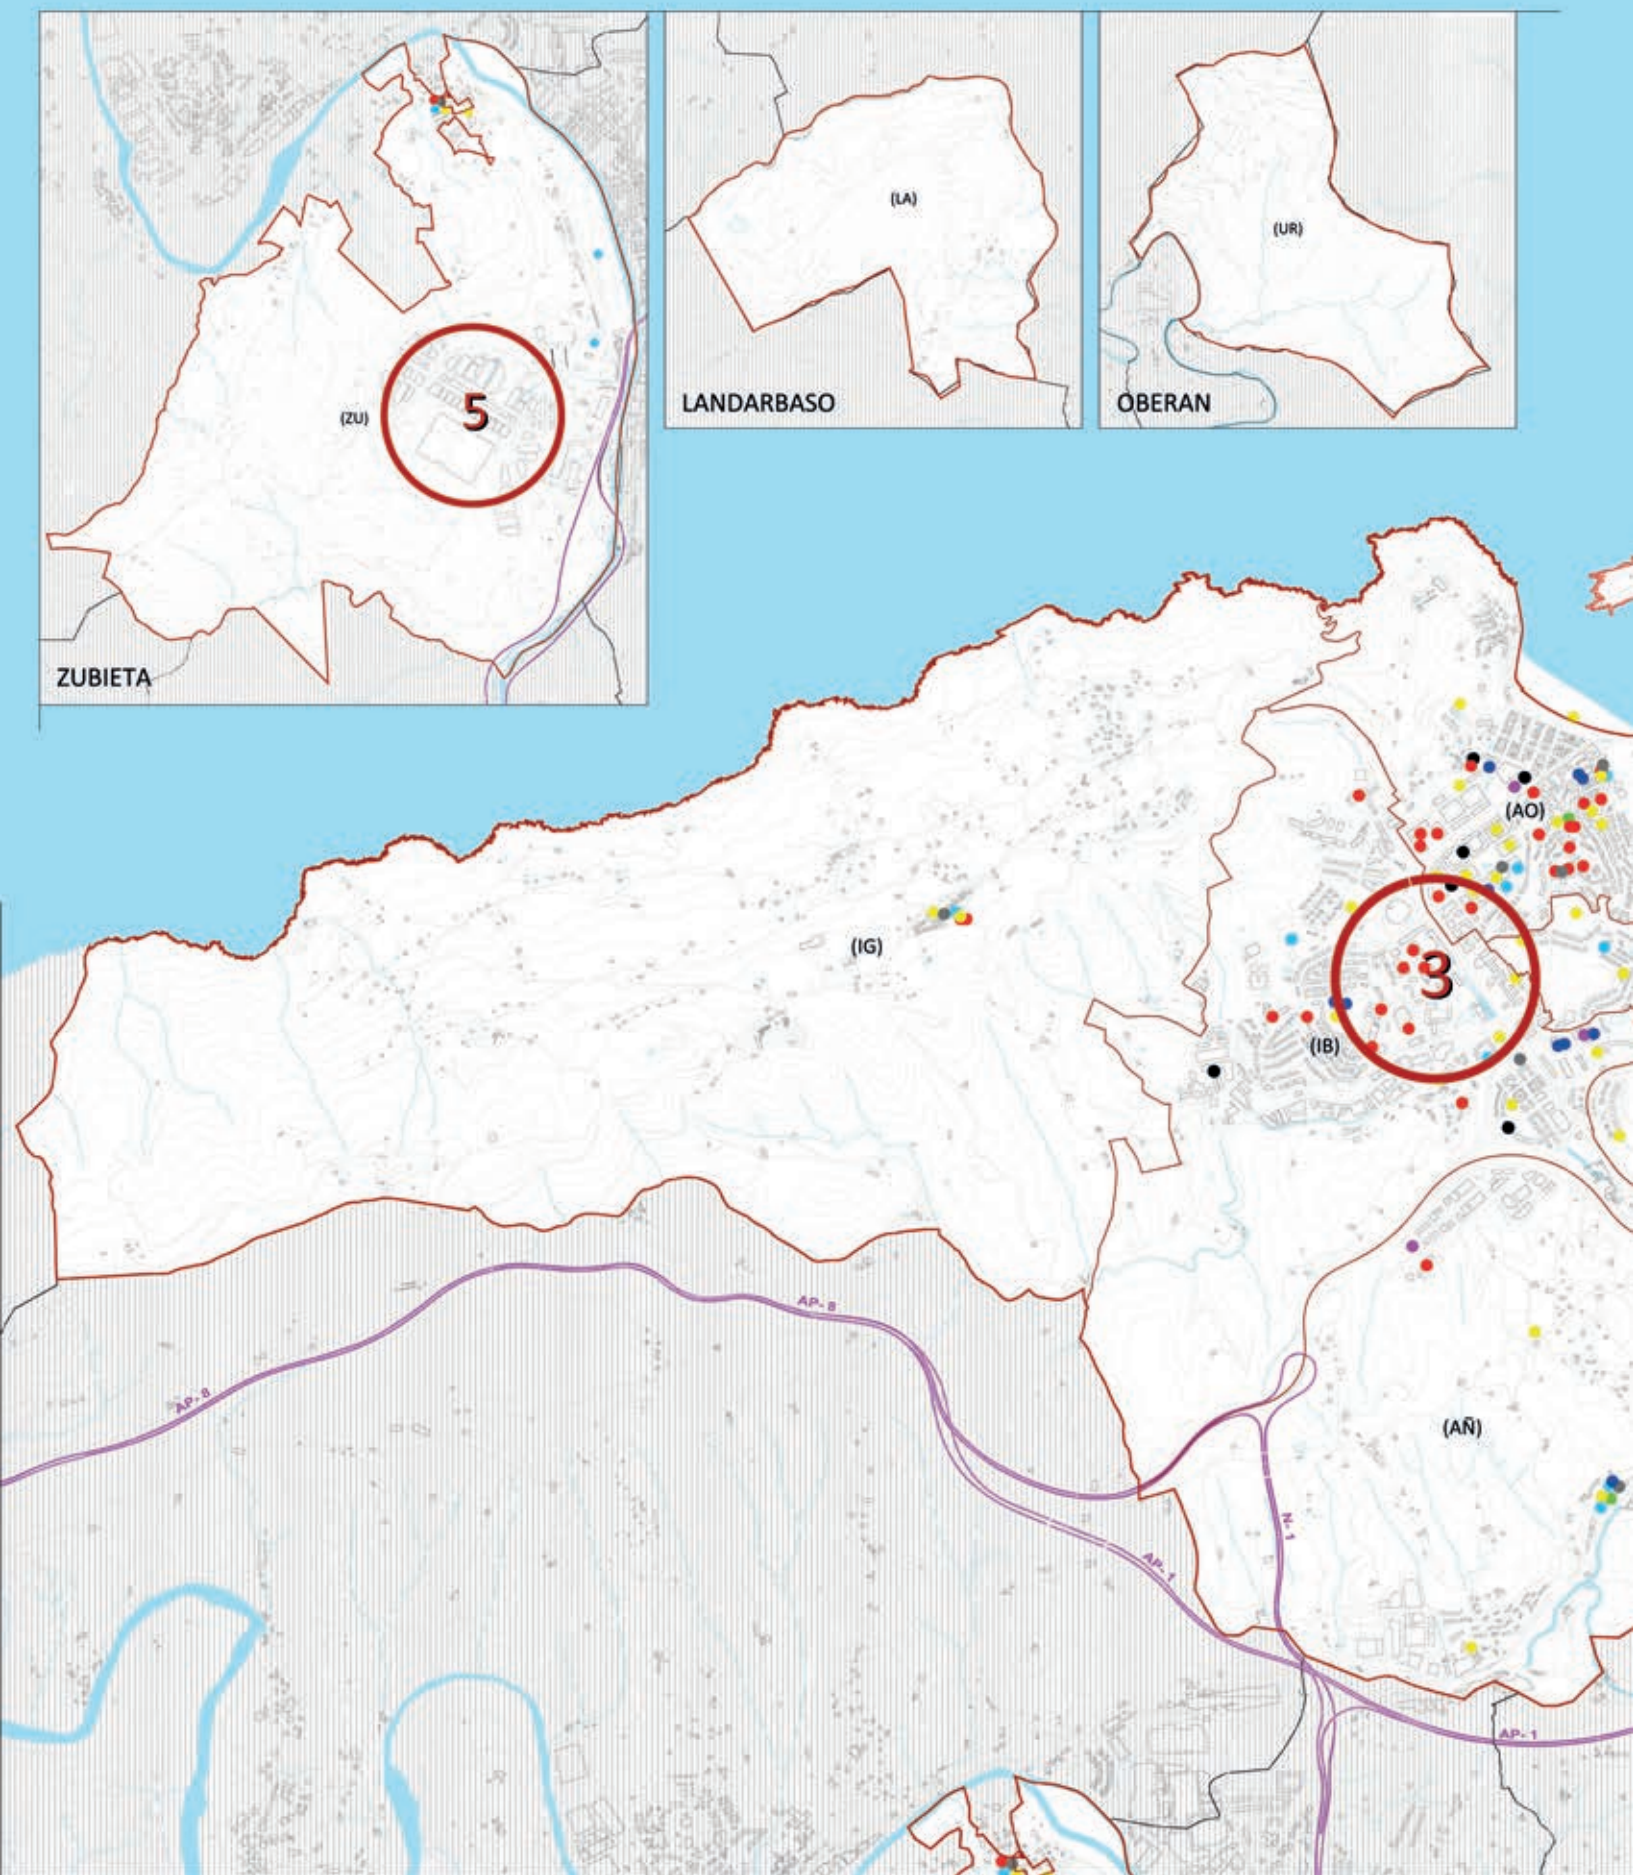 (LA)
(UR)
LANDARBASO
OBERAN
(ZU)
5
ZUBIETA
(AO)
(IG)
3
(IB)
AP-8
AP-8
(AÑ)
N-1
AP-1
AP-1